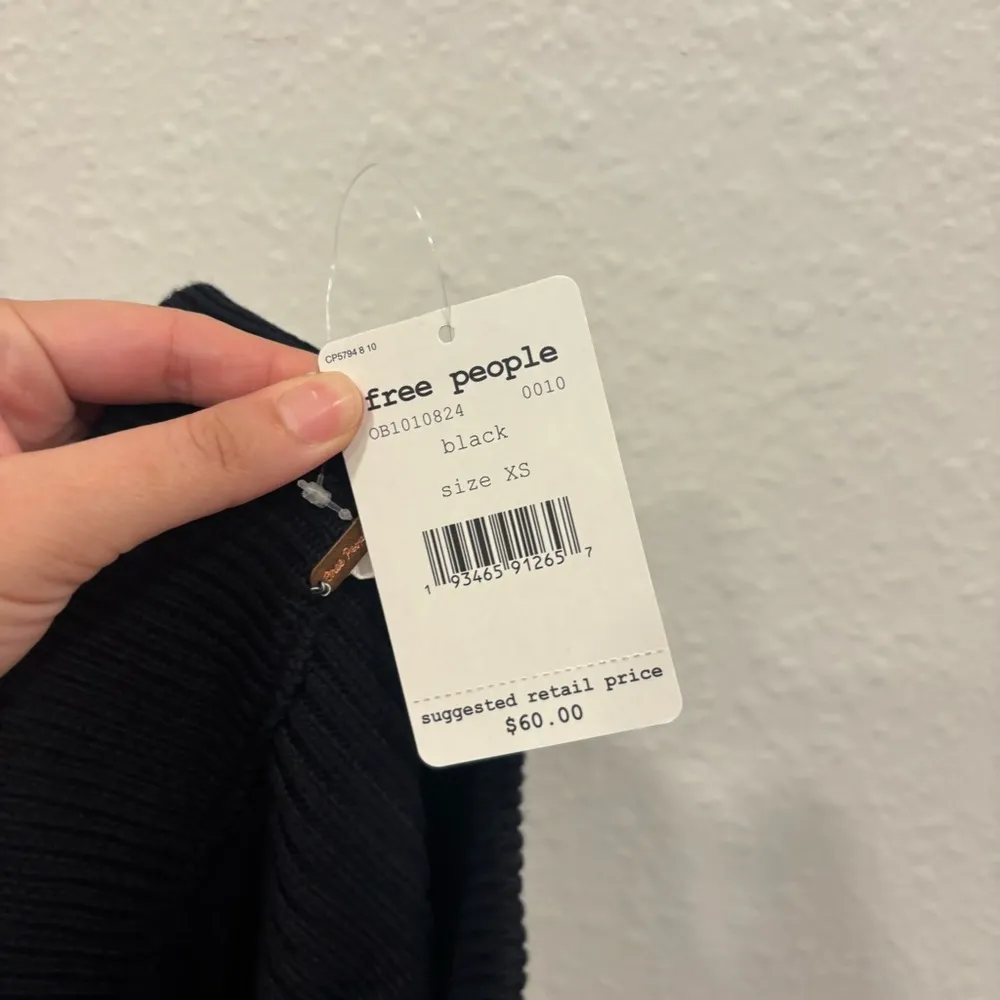 CP5794 8 10
free people
OB1010824 0010
black
size XS
1 93465 91265 7
suggested retail price
$60.00
Free